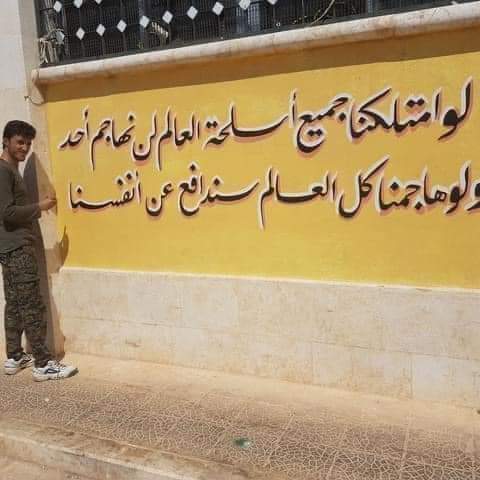 لو امتلكنا جميع أسلحة العالم لن نهاجم أحد
ولو هاجمنا كل العالم سندافع عن انفسنا